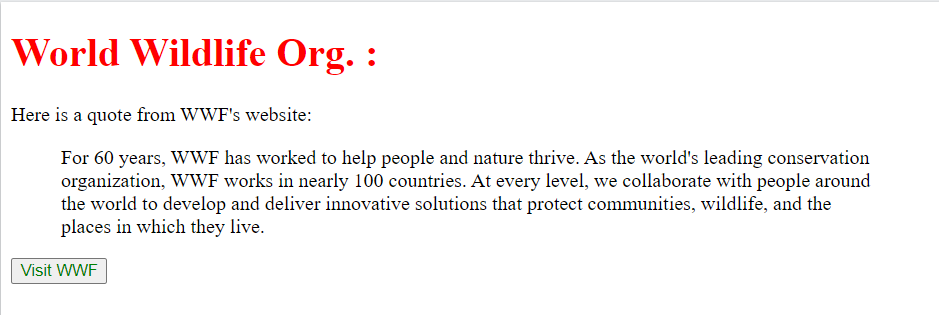 World Wildlife Org. :
Here is a quote from WWF's website:
For 60 years, WWF has worked to help people and nature thrive. As the world's leading conservation
organization, WWF works in nearly 100 countries. At every level, we collaborate with people around
the world to develop and deliver innovative solutions that protect communities, wildlife, and the
places in which they live.
Visit WWF